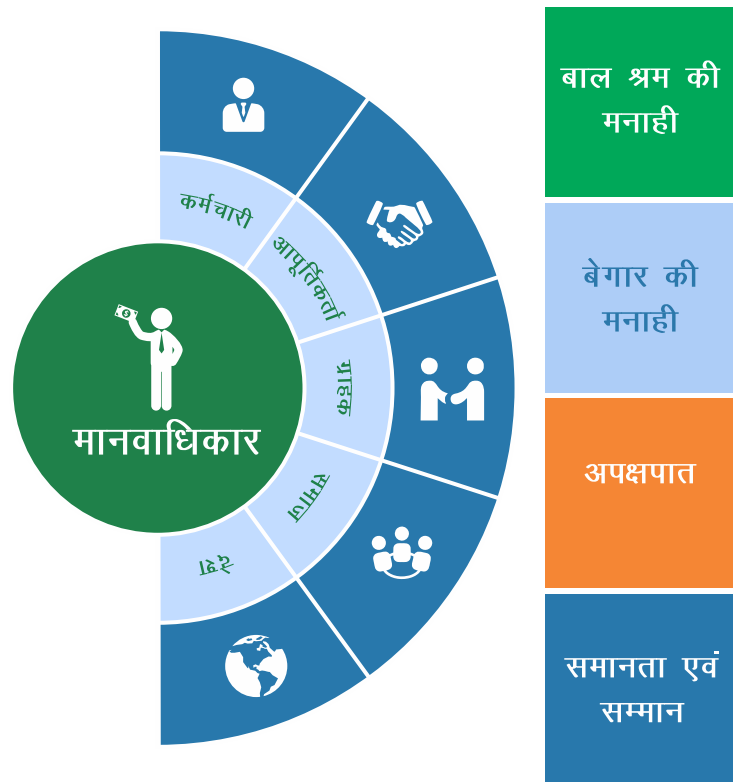 मानवाधिकार
कर्मचारी
आपूर्तिकर्ता
ग्राहक
समाज
देश
बाल श्रम की
मनाही
बेगार की
मनाही
अपक्षपात
समानता एवं
सम्मान